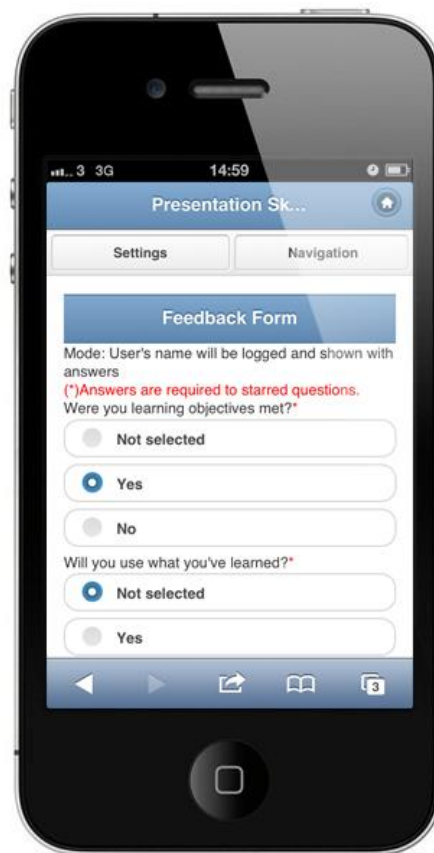 3 3G 14:59
Presentation Sk...
Settings Navigation
Feedback Form
Mode: User's name will be logged and shown with
answers
(*)Answers are required to starred questions.
Were you learning objectives met?*
Not selected
Yes
No
Will you use what you've learned?*
Not selected
Yes
3